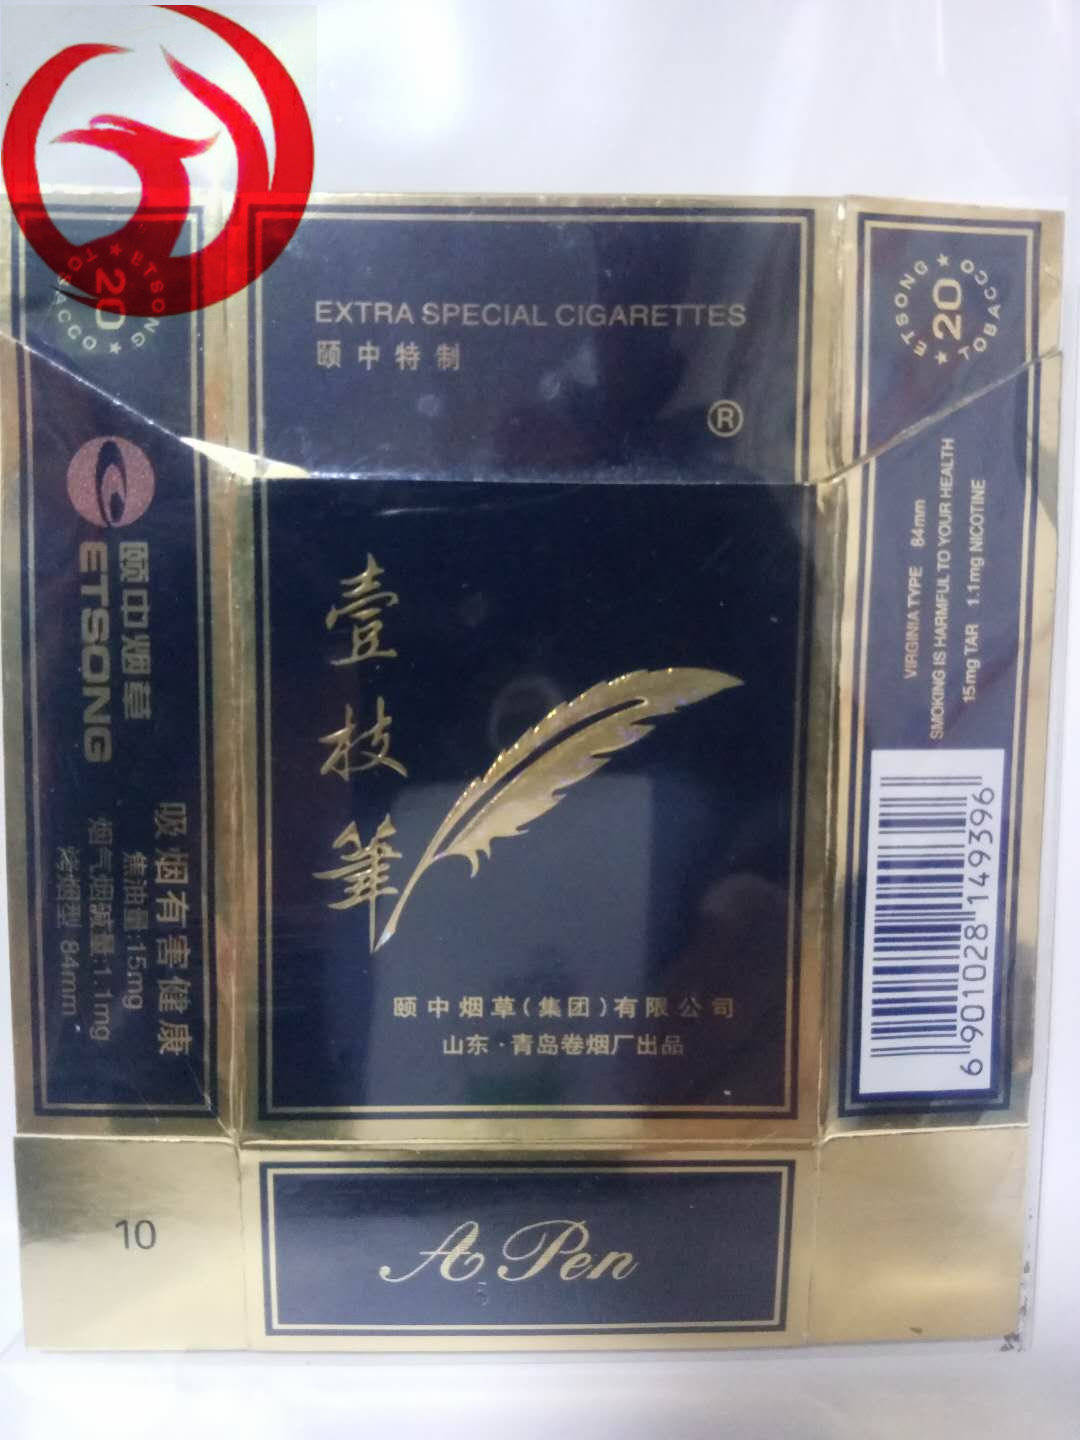 ETSONG TOBACCO
20
颐中烟草
ETSONG
吸烟有害健康
焦油量:15mg
烟气烟碱量:1.1mg
烤烟型 84mm
EXTRA SPECIAL CIGARETTES
颐中特制
®
壹枝筆
颐中烟草(集团)有限公司
山东·青岛卷烟厂出品
ETSONG TOBACCO
20
VIRGINIA TYPE 84mm
SMOKING IS HARMFUL TO YOUR HEALTH
15mg TAR 1.1mg NICOTINE
6 901028 149396
10
A Pen